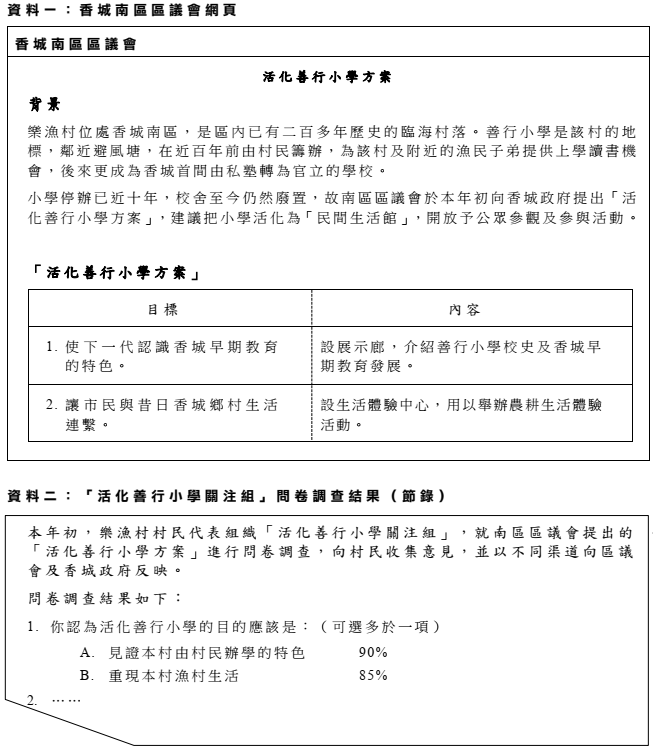 資料一：香城南區區議會網頁
香城南區區議會
活化善行小學方案
背景
樂漁村位處香城南區，是區內已有二百多年歷史的臨海村落。善行小學是該村的地
標，鄰近避風塘，在近百年前由村民籌辦，為該村及附近的漁民子弟提供上學讀書機
會，後來更成為香城首間由私塾轉為官立的學校。
小學停辦已近十年，校舍至今仍然廢置，故南區區議會於本年初向香城政府提出「活
化善行小學方案」，建議把小學活化為「民間生活館」，開放予公眾參觀及參與活動。
「活化善行小學方案」
目標
內容
1. 使下一代認識香城早期教育
的特色。
設展示廊，介紹善行小學校史及香城早
期教育發展。
2. 讓市民與昔日香城鄉村生活
連繫。
設生活體驗中心，用以舉辦農耕生活體驗
活動。
資料二：「活化善行小學關注組」問卷調查結果（節錄）
本年初，樂漁村村民代表組織「活化善行小學關注組」，就南區區議會提出的
「活化善行小學方案」進行問卷調查，向村民收集意見，並以不同渠道向區議
會及香城政府反映。
問卷調查結果如下：
1. 你認為活化善行小學的目的應該是：（可選多於一項）
A. 見證本村由村民辦學的特色 90%
B. 重現本村漁村生活 85%
2. ……